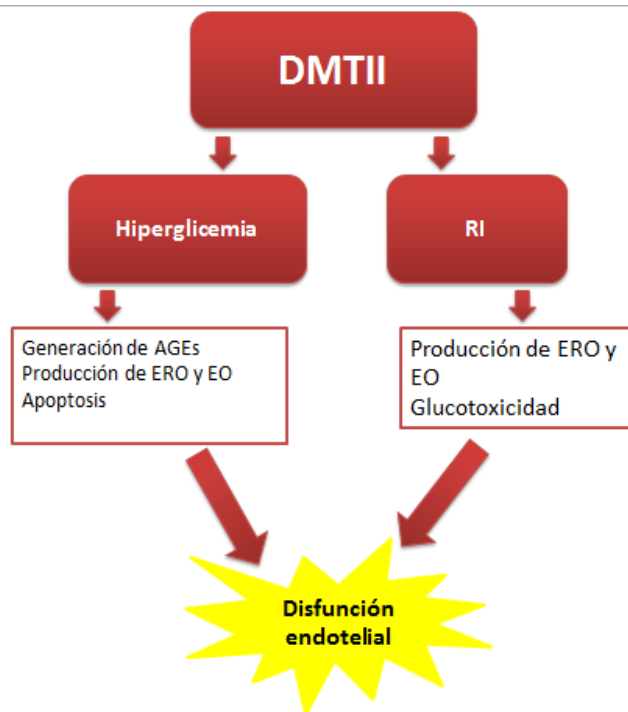 DMTII
Hiperglicemia
RI
Generación de AGEs
Producción de ERO y EO
Apoptosis
Producción de ERO y
EO
Glucotoxicidad
Disfunción
endotelial